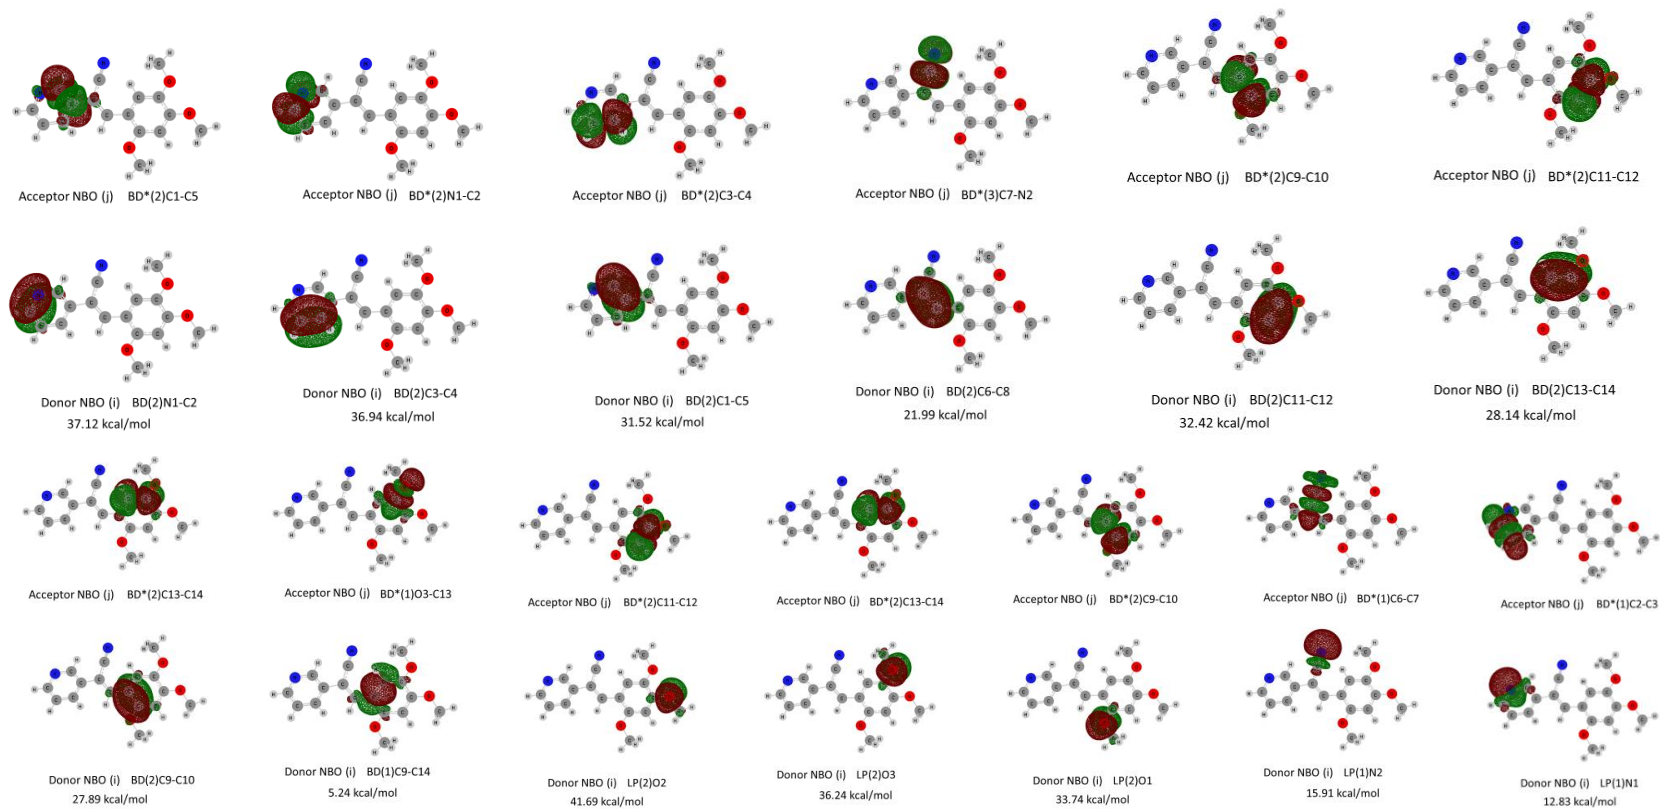 Acceptor NBO (j) BD*(2)C1-C5
Acceptor NBO (j) BD*(2)N1-C2
Acceptor NBO (j) BD*(2)C3-C4
Acceptor NBO (j) BD*(3)C7-N2
Acceptor NBO (j) BD*(2)C9-C10
Acceptor NBO (j) BD*(2)C11-C12
Donor NBO (i) BD(2)N1-C2
37.12 kcal/mol
Donor NBO (i) BD(2)C3-C4
36.94 kcal/mol
Donor NBO (i) BD(2)C1-C5
31.52 kcal/mol
Donor NBO (i) BD(2)C6-C8
21.99 kcal/mol
Donor NBO (i) BD(2)C11-C12
32.42 kcal/mol
Donor NBO (i) BD(2)C13-C14
28.14 kcal/mol
Acceptor NBO (j) BD*(2)C13-C14
Acceptor NBO (j) BD*(1)O3-C13
Acceptor NBO (j) BD*(2)C11-C12
Acceptor NBO (j) BD*(2)C13-C14
Acceptor NBO (j) BD*(2)C9-C10
Acceptor NBO (j) BD*(1)C6-C7
Acceptor NBO (j) BD*(1)C2-C3
Donor NBO (i) BD(2)C9-C10
27.89 kcal/mol
Donor NBO (i) BD(1)C9-C14
5.24 kcal/mol
Donor NBO (i) LP(2)O2
41.69 kcal/mol
Donor NBO (i) LP(2)O3
36.24 kcal/mol
Donor NBO (i) LP(2)O1
33.74 kcal/mol
Donor NBO (i) LP(1)N2
15.91 kcal/mol
Donor NBO (i) LP(1)N1
12.83 kcal/mol